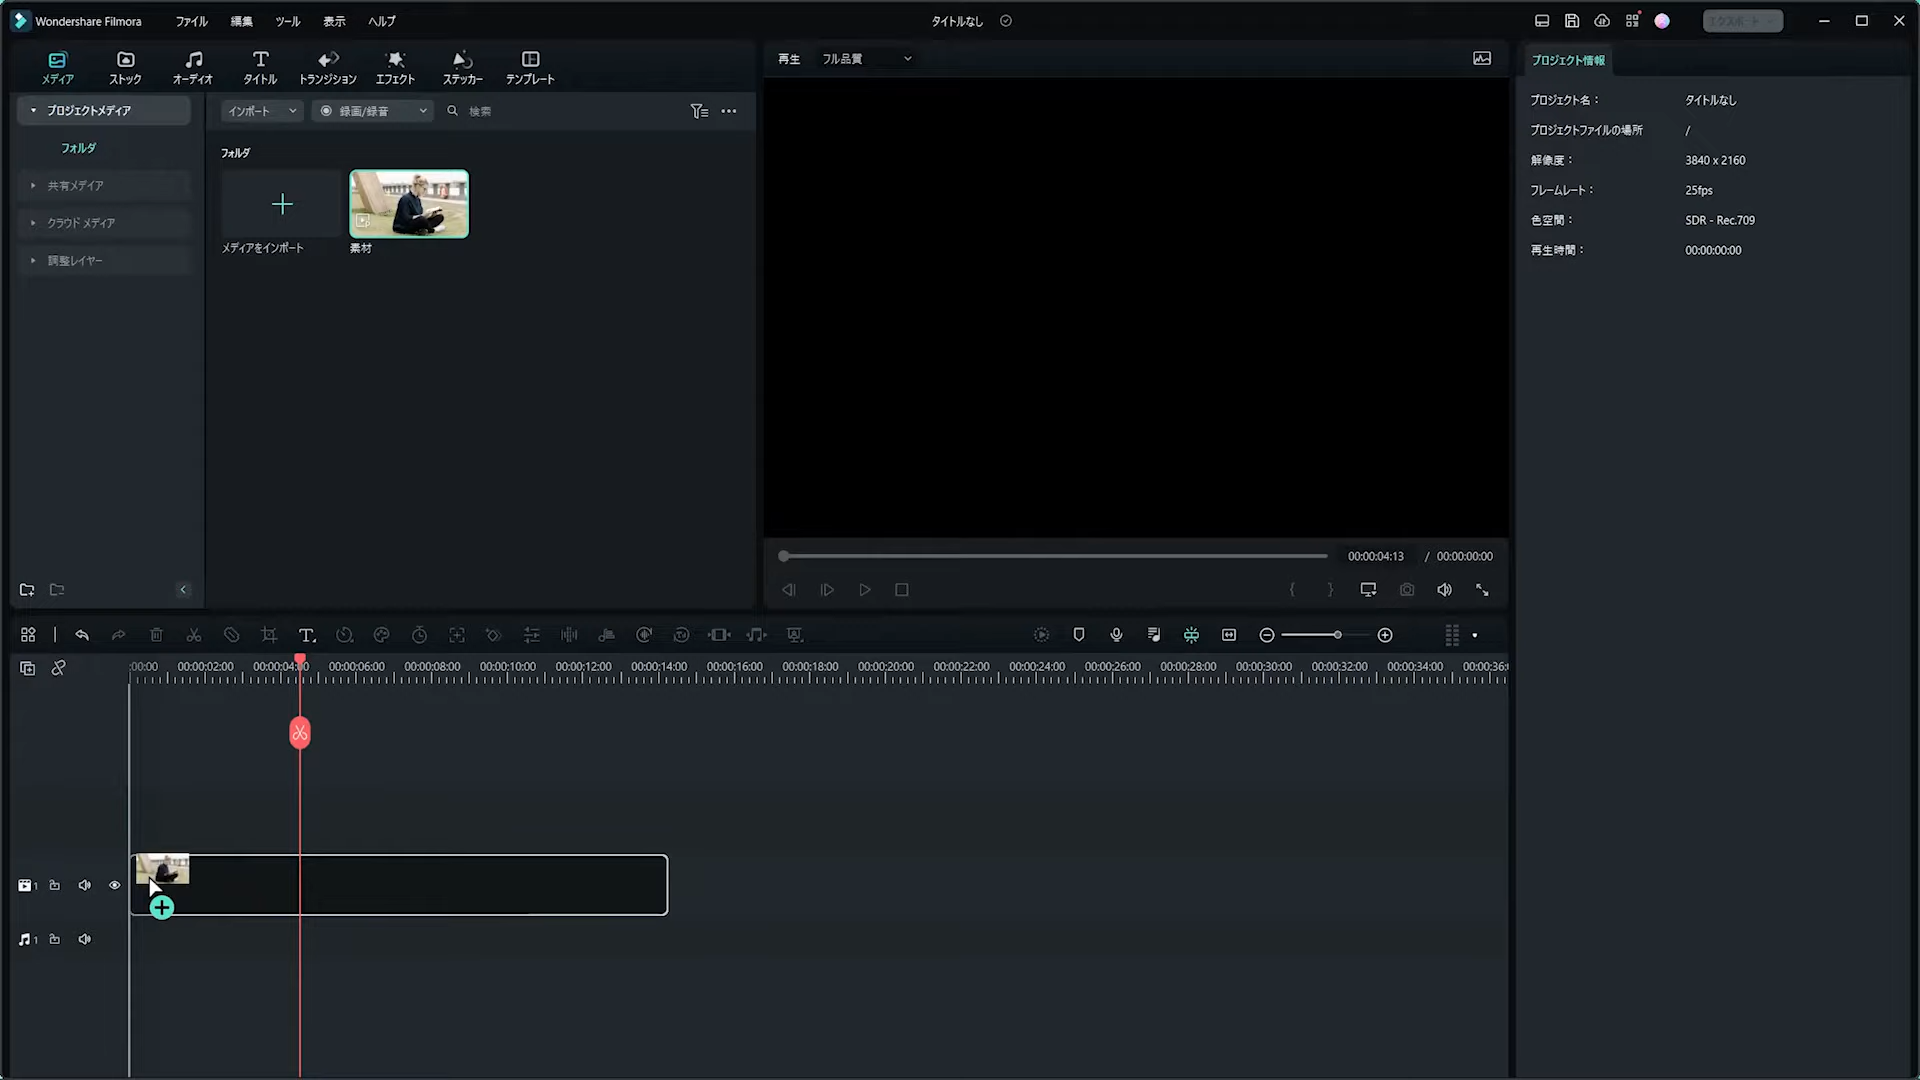 Wondershare Filmora ファイル 編集 ツール 表示 ヘルプ
タイトルなし
メディア ストック オーディオ タイトル トランジション エフェクト ステッカー テンプレート
プロジェクトメディア
フォルダ
共有メディア
クラウド メディア
調整レイヤー
インポート 録画/録音 検索
フォルダ
メディアをインポート 素材
再生 フル品質
00:00:04:13 / 00:00:00:00
エクスポート
プロジェクト情報
プロジェクト名： タイトルなし
プロジェクトファイルの場所 /
解像度： 3840 x 2160
フレームレート： 25fps
色空間： SDR - Rec.709
再生時間： 00:00:00:00
:00:00 00:00:02:00 00:00:04:00 00:00:06:00 00:00:08:00 00:00:10:00 00:00:12:00 00:00:14:00 00:00:16:00 00:00:18:00 00:00:20:00 00:00:22:00 00:00:24:00 00:00:26:00 00:00:28:00 00:00:30:00 00:00:32:00 00:00:34:00 00:00:36:
1
1